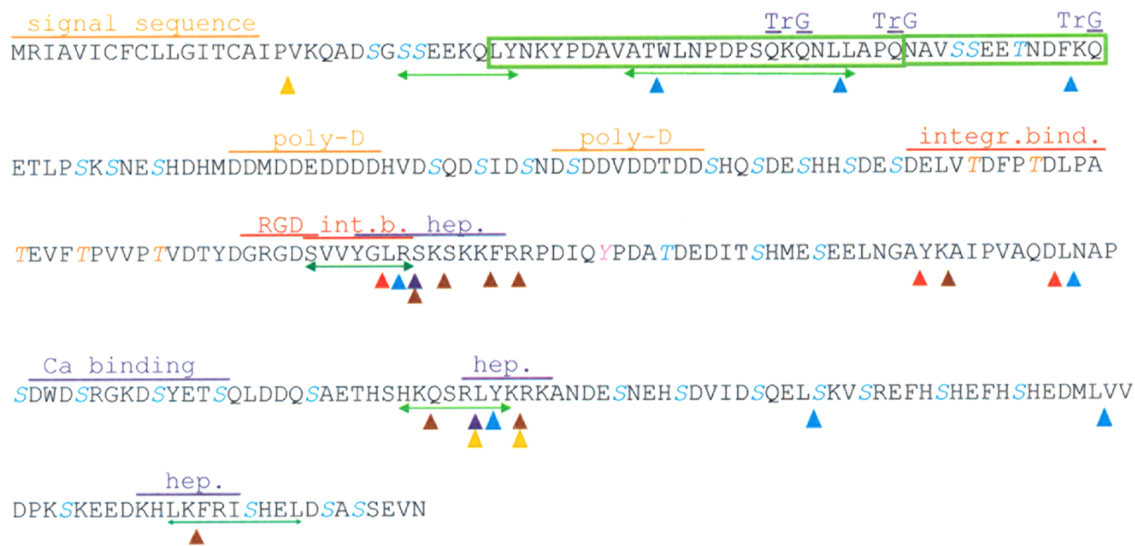 signal sequence TrG TrG TrG
MRIAVICFCLLGITCAIPVKQADSGSSEEKQLYNKYPDAVATWLNPDPSQKQNLLAPQNAVSSEETNDFKQ
poly-D poly-D integr.bind.
ETLPSKSNESHDHMDDMDDEDDDDHVDSQDSIDSNDSDDVDDTDDSHQSDESHHSDESDELVTDFPTDLPA
RGD int.b. hep.
TEVFTPVVPTVDTYDGRGDSVVYGLRSKSKKFRRPDIQYPDATDEDITSHMESEELNGAYKAIPVAQDLNAP
Ca binding hep.
SDWDSRGKDSYETSQLDDQSAETHSHKQSRLYKRKANDESNEHSDVIDSQELSKVSREFHSHEFHSHEDMLVV
hep.
DPKSKEEDKHLKFRISHELDSASSEVN